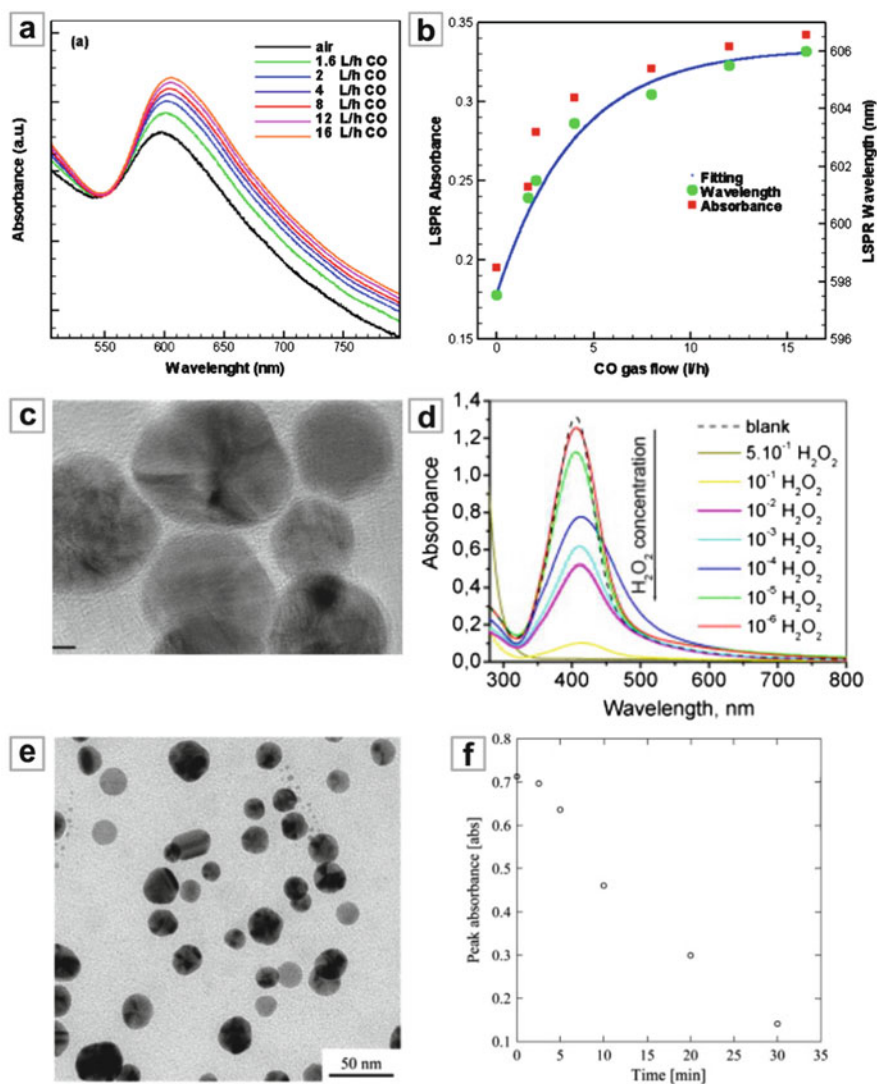 a
(a)
air
1.6 L/h CO
2 L/h CO
4 L/h CO
8 L/h CO
12 L/h CO
16 L/h CO
Absorbance (a.u.)
550
600
650
700
750
Wavelenght (nm)
b
0.35
0.3
0.25
0.2
0.15
LSPR Absorbance
606
604
602
600
598
596
LSPR Wavelength (nm)
Fitting
Wavelength
Absorbance
0
5
10
15
CO gas flow (l/h)
c
d
1,4
1,2
1,0
0,8
0,6
0,4
0,2
0,0
Absorbance
H₂O₂ concentration
blank
5.10⁻¹ H₂O₂
10⁻¹ H₂O₂
10⁻² H₂O₂
10⁻³ H₂O₂
10⁻⁴ H₂O₂
10⁻⁵ H₂O₂
10⁻⁶ H₂O₂
300 400 500 600 700 800
Wavelength, nm
e
50 nm
f
0.8
0.7
0.6
0.5
0.4
0.3
0.2
0.1
Peak absorbance [abs]
0 5 10 15 20 25 30 35
Time [min]